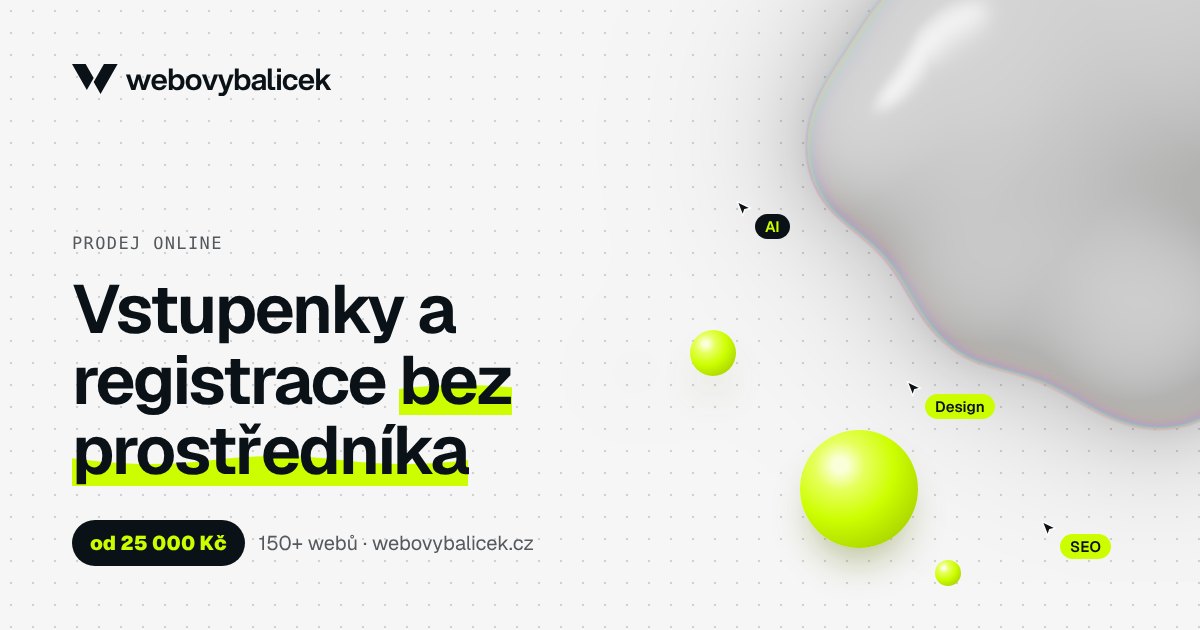 webovybalicek
PRODEJ ONLINE
Vstupenky a
registrace bez
prostředníka
od 25 000 Kč
150+ webů · webovybalicek.cz
AI
Design
SEO